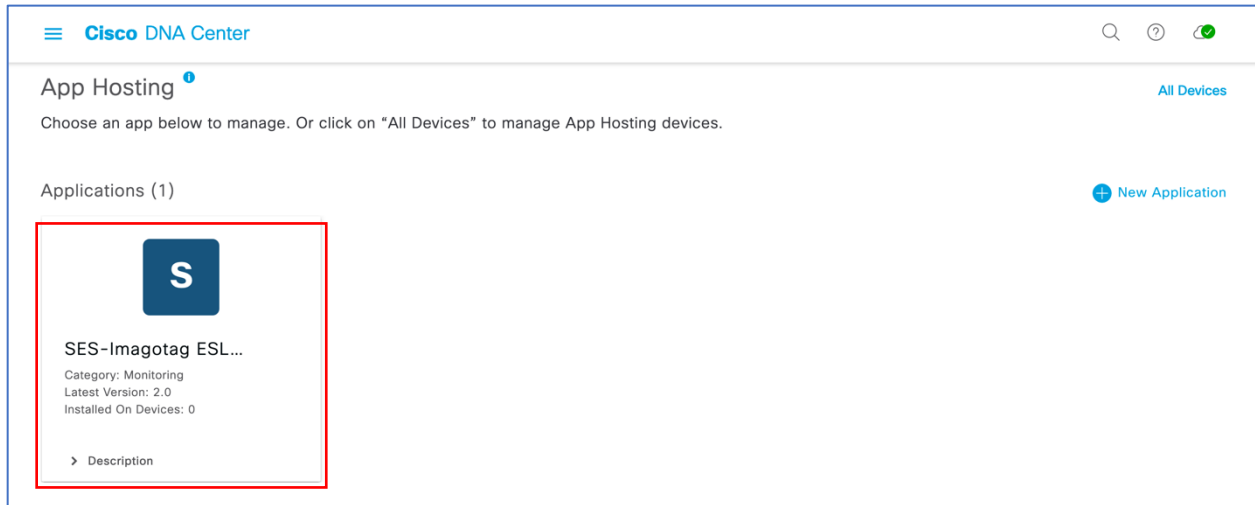 Cisco DNA Center
App Hosting
All Devices
Choose an app below to manage. Or click on “All Devices” to manage App Hosting devices.
Applications (1)
New Application
S
SES-Imagotag ESL...
Category: Monitoring
Latest Version: 2.0
Installed On Devices: 0
Description